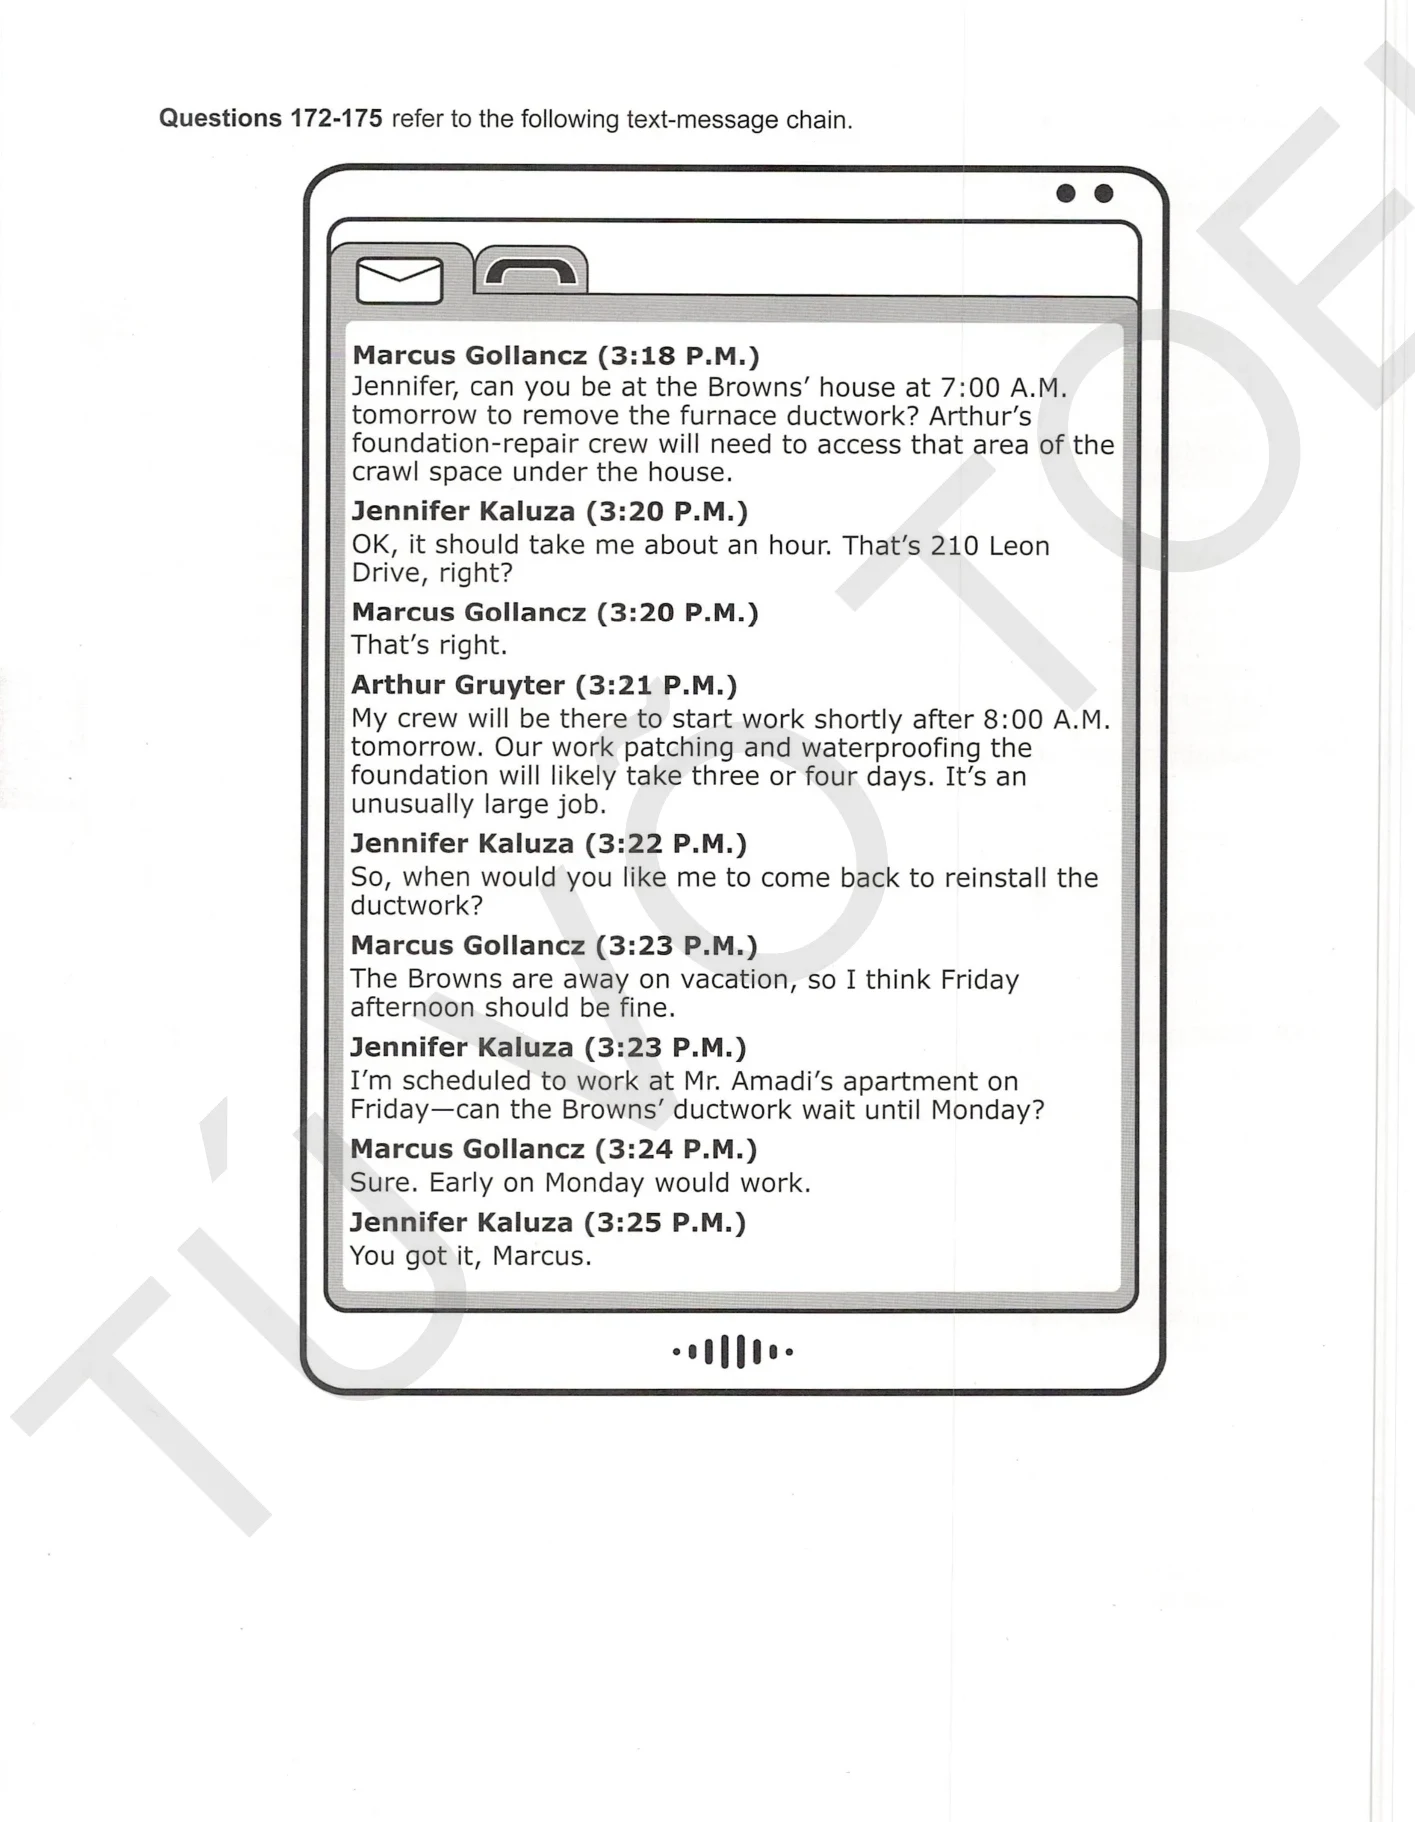 Questions 172-175 refer to the following text-message chain.
Marcus Gollancz (3:18 P.M.)
Jennifer, can you be at the Browns’ house at 7:00 A.M.
tomorrow to remove the furnace ductwork? Arthur’s
foundation-repair crew will need to access that area of the
crawl space under the house.
Jennifer Kaluza (3:20 P.M.)
OK, it should take me about an hour. That’s 210 Leon
Drive, right?
Marcus Gollancz (3:20 P.M.)
That’s right.
Arthur Gruyter (3:21 P.M.)
My crew will be there to start work shortly after 8:00 A.M.
tomorrow. Our work patching and waterproofing the
foundation will likely take three or four days. It’s an
unusually large job.
Jennifer Kaluza (3:22 P.M.)
So, when would you like me to come back to reinstall the
ductwork?
Marcus Gollancz (3:23 P.M.)
The Browns are away on vacation, so I think Friday
afternoon should be fine.
Jennifer Kaluza (3:23 P.M.)
I’m scheduled to work at Mr. Amadi’s apartment on
Friday—can the Browns’ ductwork wait until Monday?
Marcus Gollancz (3:24 P.M.)
Sure. Early on Monday would work.
Jennifer Kaluza (3:25 P.M.)
You got it, Marcus.
TÚ VÕ TOE